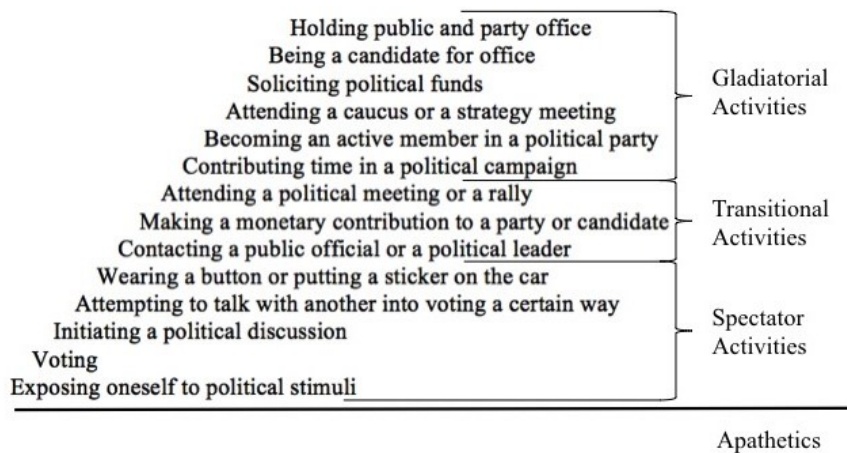 Holding public and party office
Being a candidate for office
Soliciting political funds
Attending a caucus or a strategy meeting
Becoming an active member in a political party
Contributing time in a political campaign
Gladiatorial
Activities
Attending a political meeting or a rally
Making a monetary contribution to a party or candidate
Contacting a public official or a political leader
Transitional
Activities
Wearing a button or putting a sticker on the car
Attempting to talk with another into voting a certain way
Initiating a political discussion
Voting
Exposing oneself to political stimuli
Spectator
Activities
Apathetics